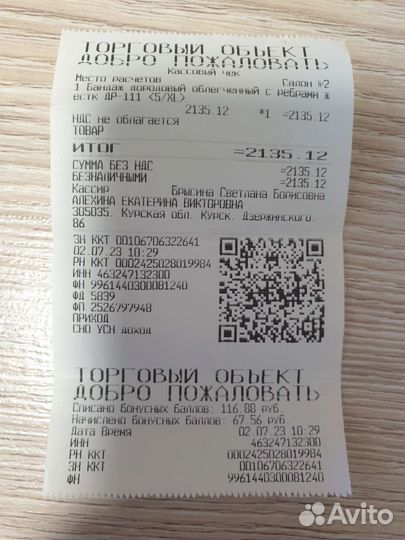 ТОРГОВЫЙ ОБЪЕКТ
ДОБРО ПОЖАЛОВАТЬ
Кассовый чек
Место расчетов Салон №2
1 Бандаж дородовый облегченный с ребрами ж
естк ДР-111 <5/XL>
2135.12 *1 =2135.12
НДС не облагается
ТОВАР
ИТОГ =2135.12
СУММА БЕЗ НДС =2135.12
БЕЗНАЛИЧНЫМИ =2135.12
Кассир Брысина Светлана Борисовна
АЛЕХИНА ЕКАТЕРИНА ВИКТОРОВНА
305035. Курская обл. Курск. Дзержинского.
86
ЗН ККТ 00106706322641
02.07.23 10:29
РН ККТ 0002425028019984
ИНН 463247132300
ФН 9961440300081240
ФД 5839
ФП 2526797948
ПРИХОД
СНО УСН доход
ТОРГОВЫЙ ОБЪЕКТ
ДОБРО ПОЖАЛОВАТЬ
Списано Бонусных Баллов: 116.88 руб.
Начислено Бонусных Баллов: 67.56 руб.
Дата Время 02.07.23 10:29
ИНН 463247132300
РН ККТ 0002425028019984
ЗН ККТ 00106706322641
ФН 9961440300081240
Avito